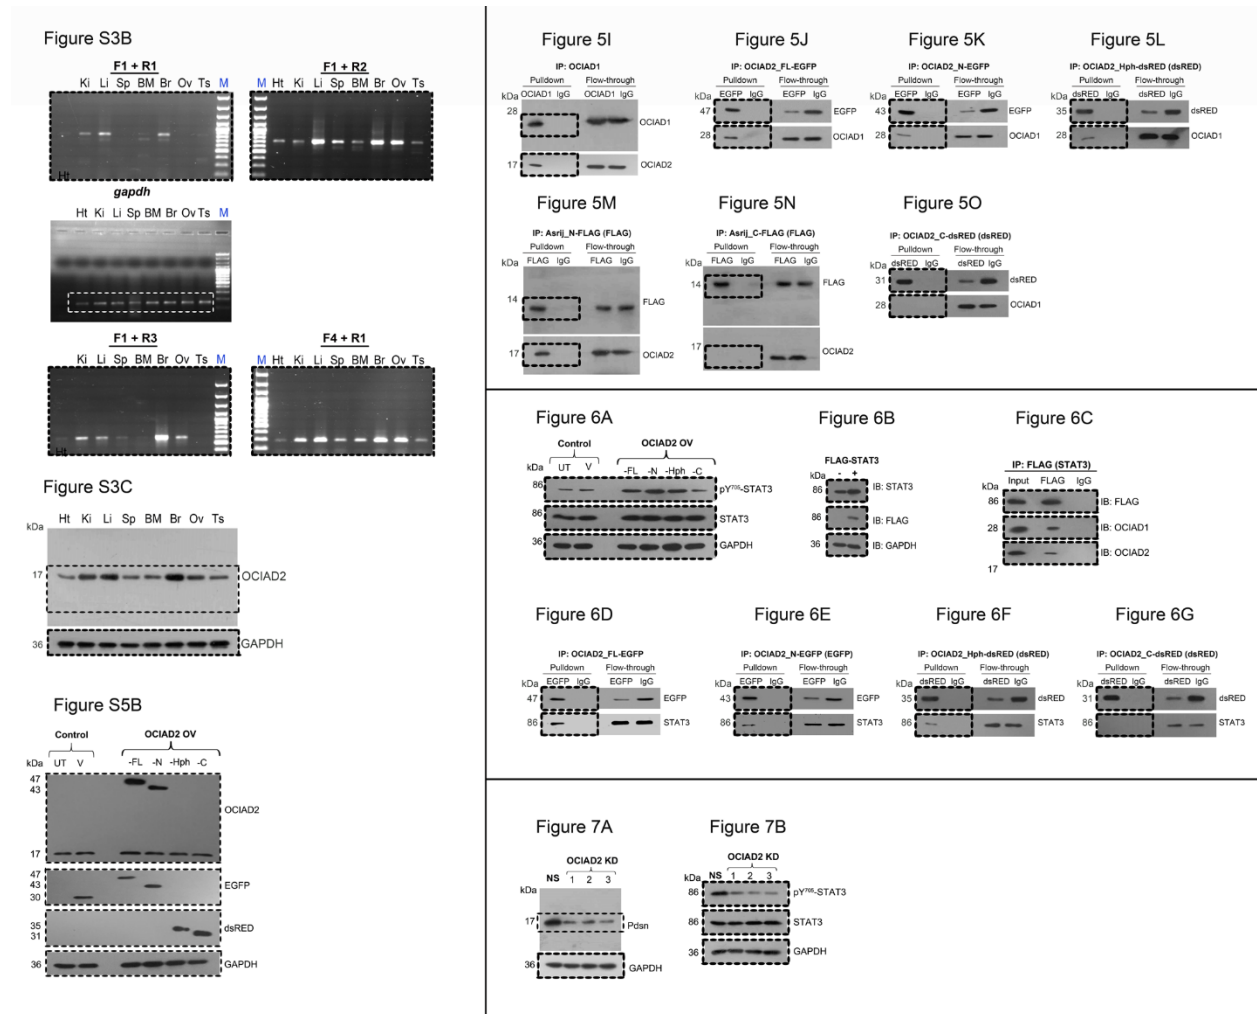 Figure S3B
F1 + R1
Ki Li Sp BM Br Ov Ts M
Ht
F1 + R2
M Ht Ki Li Sp BM Br Ov Ts
gapdh
Ht Ki Li Sp BM Br Ov Ts M
F1 + R3
Ki Li Sp BM Br Ov Ts M
Ht
F4 + R1
M Ht Ki Li Sp BM Br Ov Ts
Figure S3C
kDa Ht Ki Li Sp BM Br Ov Ts
17 OCIAD2
36 GAPDH
Figure S5B
Control OCIAD2 OV
kDa UT V -FL -N -Hph -C
47
43
OCIAD2
17
47
43 EGFP
30
35 dsRED
31
36 GAPDH
Figure 5I
IP: OCIAD1
Pulldown Flow-through
kDa OCIAD1 IgG OCIAD1 IgG
28
OCIAD1
17 OCIAD2
Figure 5J
IP: OCIAD2_FL-EGFP
Pulldown Flow-through
kDa EGFP IgG EGFP IgG
47 EGFP
28 OCIAD1
Figure 5K
IP: OCIAD2_N-EGFP
Pulldown Flow-through
kDa EGFP IgG EGFP IgG
43 EGFP
28 OCIAD1
Figure 5L
IP: OCIAD2_Hph-dsRED (dsRED)
Pulldown Flow-through
kDa dsRED IgG dsRED IgG
35 dsRED
28 OCIAD1
Figure 5M
IP: Asrij_N-FLAG (FLAG)
Pulldown Flow-through
kDa FLAG IgG FLAG IgG
14 FLAG
17 OCIAD2
Figure 5N
IP: Asrij_C-FLAG (FLAG)
Pulldown Flow-through
kDa FLAG IgG FLAG IgG
14 FLAG
17 OCIAD2
Figure 5O
IP: OCIAD2_C-dsRED (dsRED)
Pulldown Flow-through
kDa dsRED IgG dsRED IgG
31 dsRED
28 OCIAD1
Figure 6A
Control OCIAD2 OV
kDa UT V -FL -N -Hph -C
86 pY⁷⁰⁵-STAT3
86 STAT3
36 GAPDH
Figure 6B
FLAG-STAT3
kDa - +
86 IB: STAT3
86 IB: FLAG
36 IB: GAPDH
Figure 6C
IP: FLAG (STAT3)
kDa Input FLAG IgG
86 IB: FLAG
28 IB: OCIAD1
IB: OCIAD2
17
Figure 6D
IP: OCIAD2_FL-EGFP
Pulldown Flow-through
kDa EGFP IgG EGFP IgG
47 EGFP
86 STAT3
Figure 6E
IP: OCIAD2_N-EGFP (EGFP)
Pulldown Flow-through
kDa EGFP IgG EGFP IgG
43 EGFP
86 STAT3
Figure 6F
IP: OCIAD2_Hph-dsRED (dsRED)
Pulldown Flow-through
kDa dsRED IgG dsRED IgG
35 dsRED
86 STAT3
Figure 6G
IP: OCIAD2_C-dsRED (dsRED)
Pulldown Flow-through
kDa dsRED IgG dsRED IgG
31 dsRED
86 STAT3
Figure 7A
OCIAD2 KD
NS 1 2 3
kDa
17 Pdsn
36 GAPDH
Figure 7B
OCIAD2 KD
kDa NS 1 2 3
86 pY⁷⁰⁵-STAT3
86 STAT3
36 GAPDH